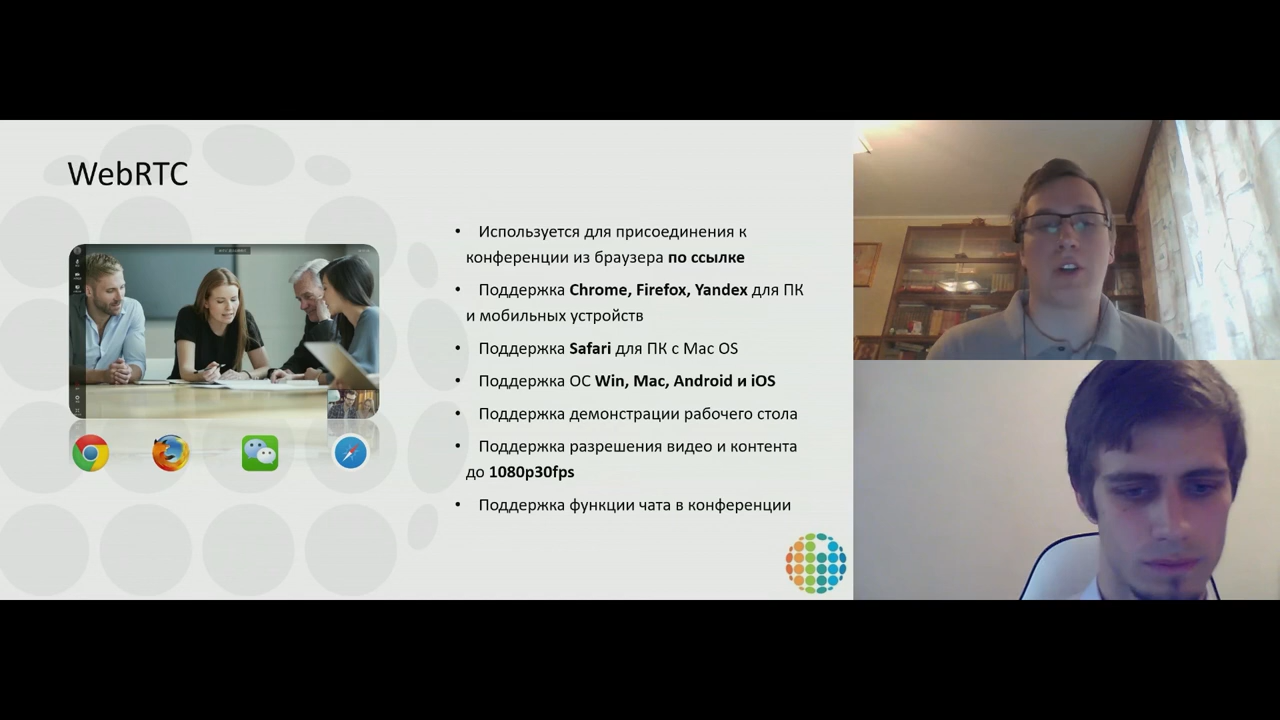 WebRTC
• Используется для присоединения к
конференции из браузера по ссылке
• Поддержка Chrome, Firefox, Yandex для ПК
и мобильных устройств
• Поддержка Safari для ПК с Mac OS
• Поддержка ОС Win, Mac, Android и iOS
• Поддержка демонстрации рабочего стола
• Поддержка разрешения видео и контента
до 1080p30fps
• Поддержка функции чата в конференции